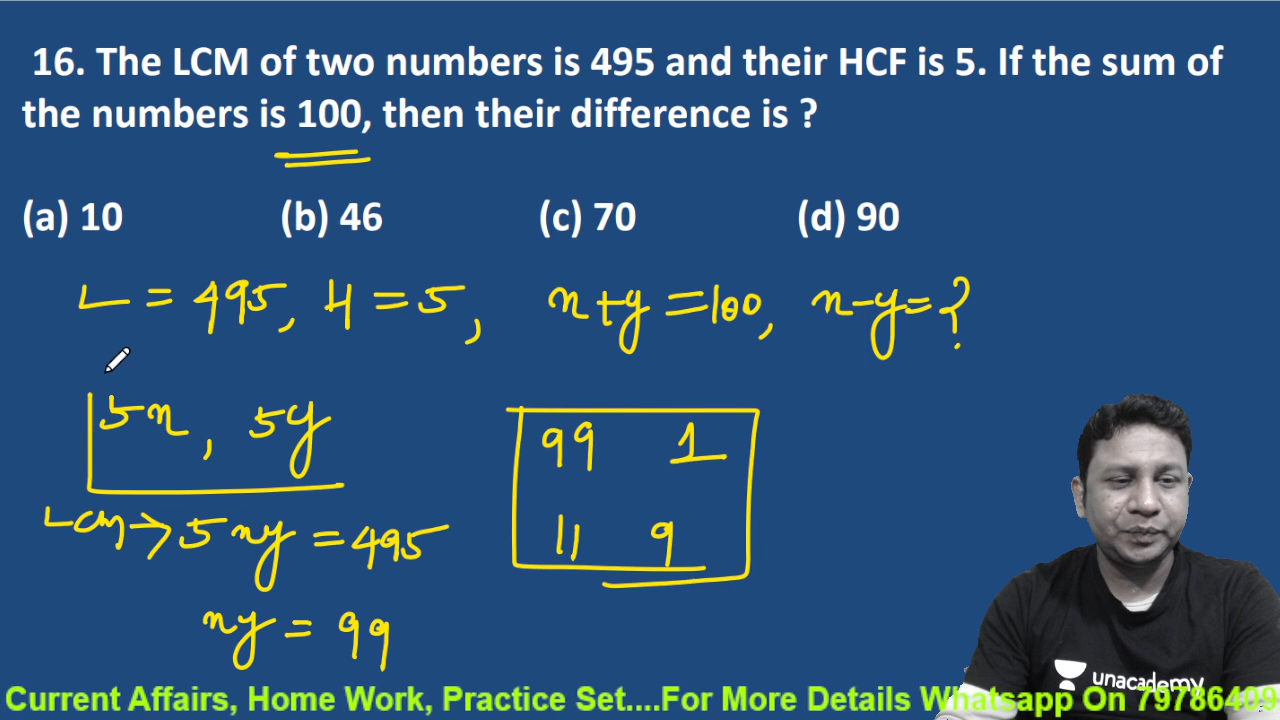 16. The LCM of two numbers is 495 and their HCF is 5. If the sum of
the numbers is 100, then their difference is ?
(a) 10 (b) 46 (c) 70 (d) 90
L = 495, H = 5, x+y = 100, x-y = ?
5x, 5y
99 1
LCM → 5xy = 495
11 9
xy = 99
unacademy
Current Affairs, Home Work, Practice Set....For More Details Whatsapp On 79786409